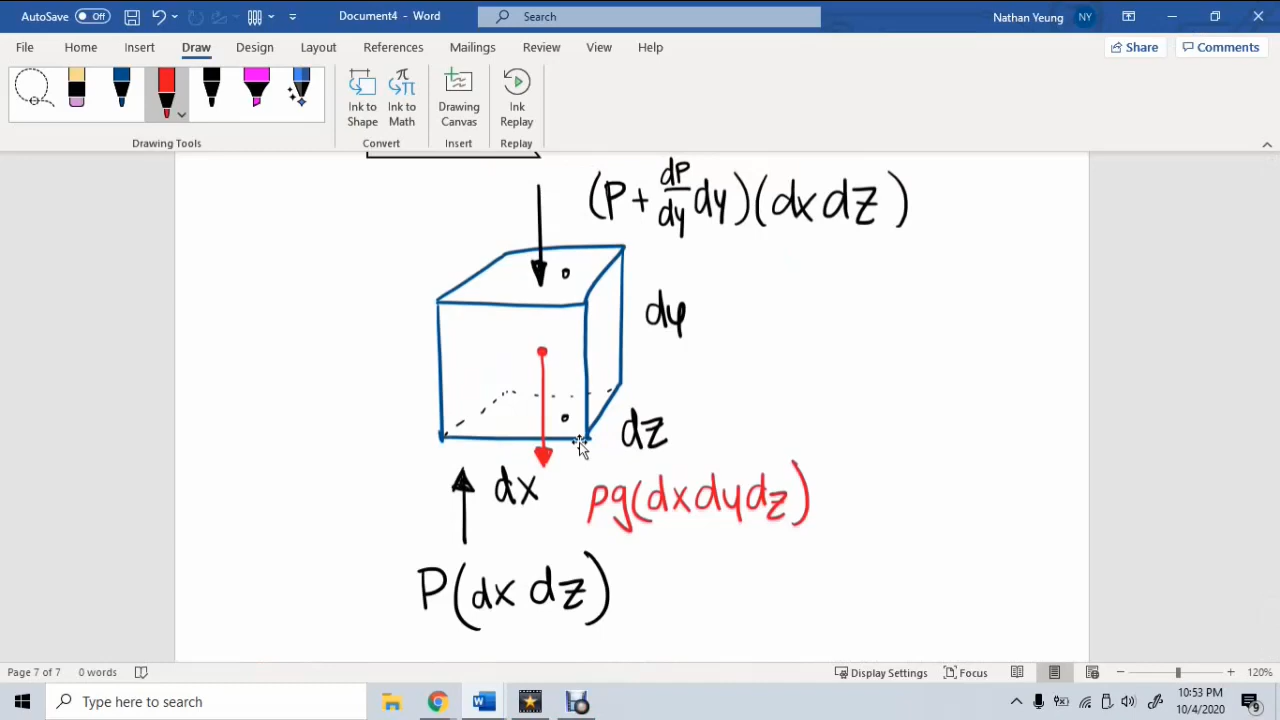 AutoSave Off Document4 - Word Search Nathan Yeung NY
File Home Insert Draw Design Layout References Mailings Review View Help Share Comments
Ink to Shape Ink to Math Drawing Canvas Ink Replay
Drawing Tools Convert Insert Replay
(P + dP/dy dy)(dx dz)
dy
dz
dx
ρg(dxdydz)
P(dx dz)
Page 7 of 7 0 words Display Settings Focus 120%
Type here to search 10:53 PM
10/4/2020 9